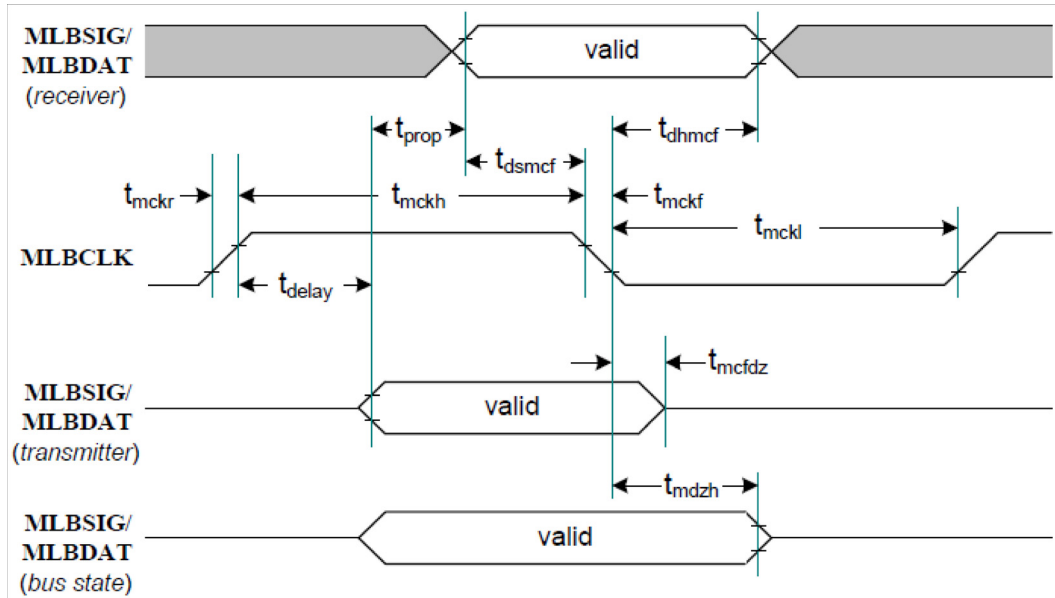 MLBSIG/
MLBDAT
(receiver)
valid
tprop
tdhmcf
tdsmcf
tmckr
tmckh
tmckf
tmckl
MLBCLK
tdelay
tmcfdz
MLBSIG/
MLBDAT
(transmitter)
valid
tmdzh
MLBSIG/
MLBDAT
(bus state)
valid